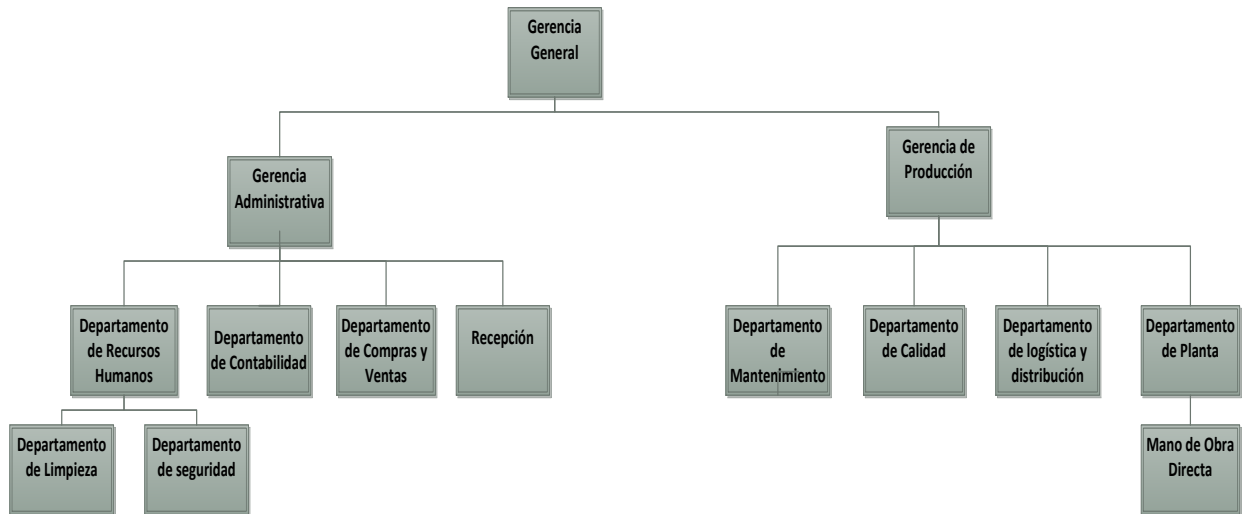 Gerencia
General
Gerencia
Administrativa
Gerencia de
Producción
Departamento
de Recursos
Humanos
Departamento
de Contabilidad
Departamento
de Compras y
Ventas
Recepción
Departamento
de
Mantenimiento
Departamento
de Calidad
Departamento
de logística y
distribución
Departamento
de Planta
Departamento
de Limpieza
Departamento
de seguridad
Mano de Obra
Directa